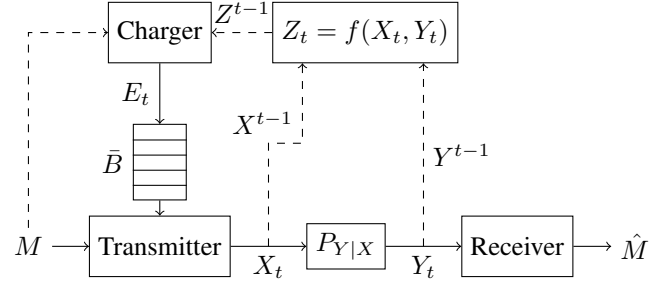 Charger
Z^{t-1}
Z_t = f(X_t, Y_t)
E_t
X^{t-1}
Y^{t-1}
\bar{B}
M
Transmitter
X_t
P_{Y|X}
Y_t
Receiver
\hat{M}